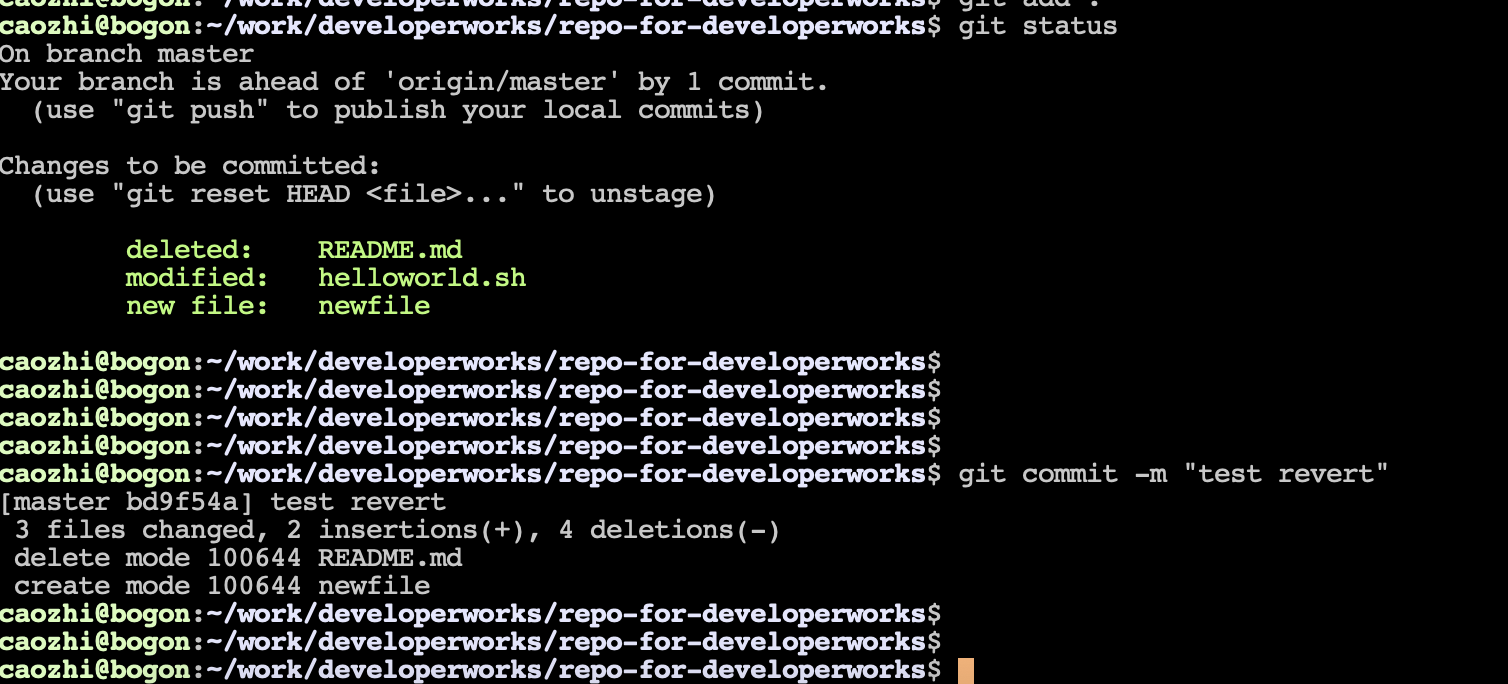 caozhi@bogon:~/work/developerworks/repo-for-developerworks$ git add .
caozhi@bogon:~/work/developerworks/repo-for-developerworks$ git status
On branch master
Your branch is ahead of 'origin/master' by 1 commit.
  (use "git push" to publish your local commits)

Changes to be committed:
  (use "git reset HEAD <file>..." to unstage)

        deleted:    README.md
        modified:   helloworld.sh
        new file:   newfile

caozhi@bogon:~/work/developerworks/repo-for-developerworks$
caozhi@bogon:~/work/developerworks/repo-for-developerworks$
caozhi@bogon:~/work/developerworks/repo-for-developerworks$
caozhi@bogon:~/work/developerworks/repo-for-developerworks$
caozhi@bogon:~/work/developerworks/repo-for-developerworks$ git commit -m "test revert"
[master bd9f54a] test revert
 3 files changed, 2 insertions(+), 4 deletions(-)
 delete mode 100644 README.md
 create mode 100644 newfile
caozhi@bogon:~/work/developerworks/repo-for-developerworks$
caozhi@bogon:~/work/developerworks/repo-for-developerworks$
caozhi@bogon:~/work/developerworks/repo-for-developerworks$